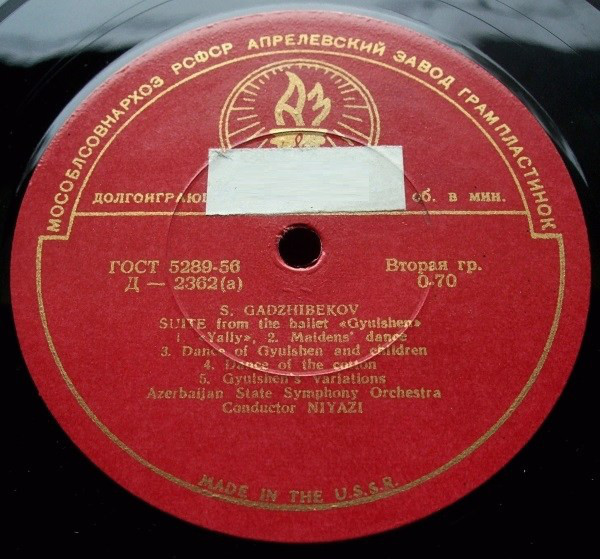 МОСОБЛСОВНАРХОЗ РСФСР АПРЕЛЕВСКИЙ ЗАВОД ГРАМПЛАСТИНОК
АЗ
об. в мин.
ГОСТ 5289-56 Вторая гр.
Д — 2362(а) 0-70
S. GADZHIBEKOV
SUITE from the ballet «Gyulshen»
1 «Yally», 2. Maidens' dance
3. Dance of Gyulshen and children
4. Dance of the cotton
5. Gyulshen's Variations
Azerbaijan State Symphony Orchestra
Conductor NIYAZI
MADE IN THE U.S.S.R.